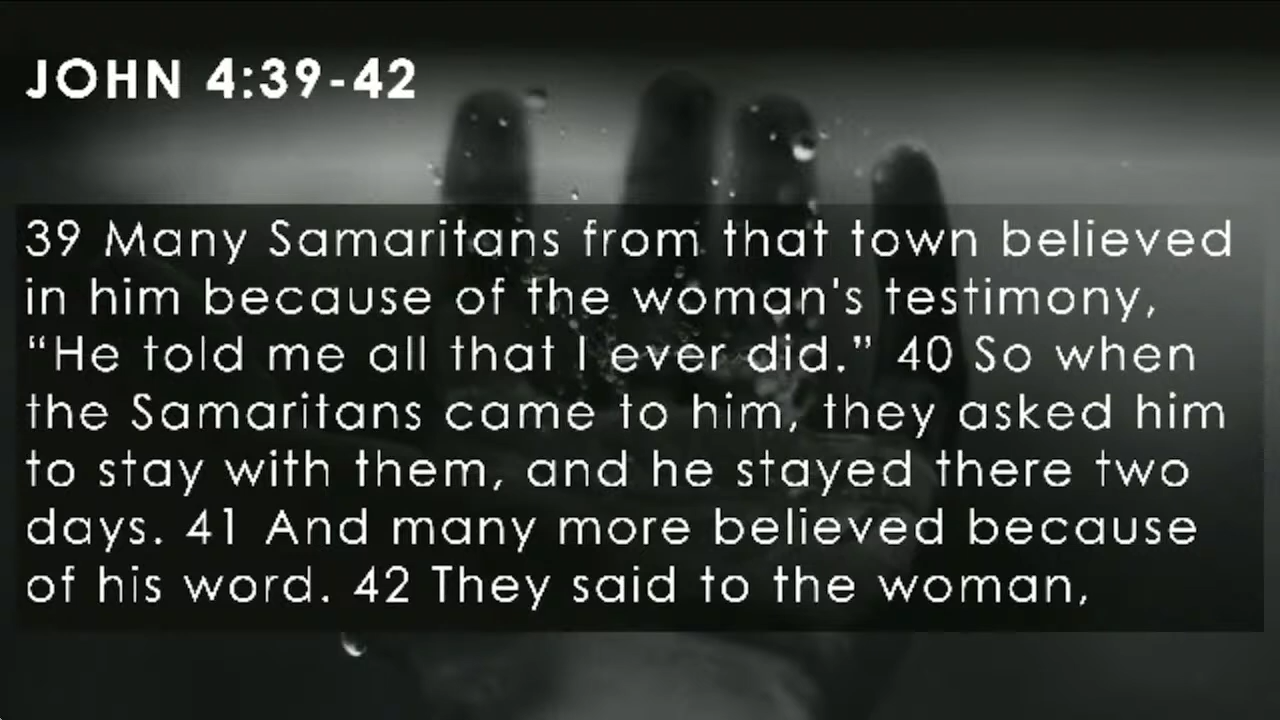 JOHN 4:39-42
39 Many Samaritans from that town believed
in him because of the woman's testimony,
“He told me all that I ever did.” 40 So when
the Samaritans came to him, they asked him
to stay with them, and he stayed there two
days. 41 And many more believed because
of his word. 42 They said to the woman,